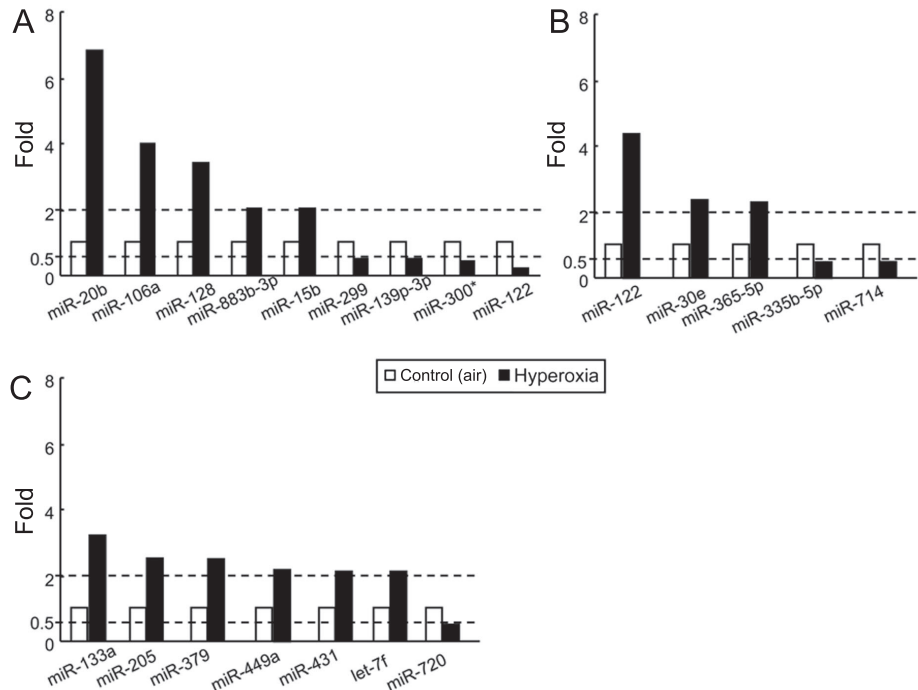 A
8
6
4
2
0.5
0
Fold
miR-20b
miR-106a
miR-128
miR-883b-3p
miR-15b
miR-299
miR-139p-3p
miR-300*
miR-122
B
8
6
4
2
0.5
0
Fold
miR-122
miR-30e
miR-365-5p
miR-335b-5p
miR-714
Control (air) Hyperoxia
C
8
6
4
2
0.5
0
Fold
miR-133a
miR-205
miR-379
miR-449a
miR-431
let-7f
miR-720